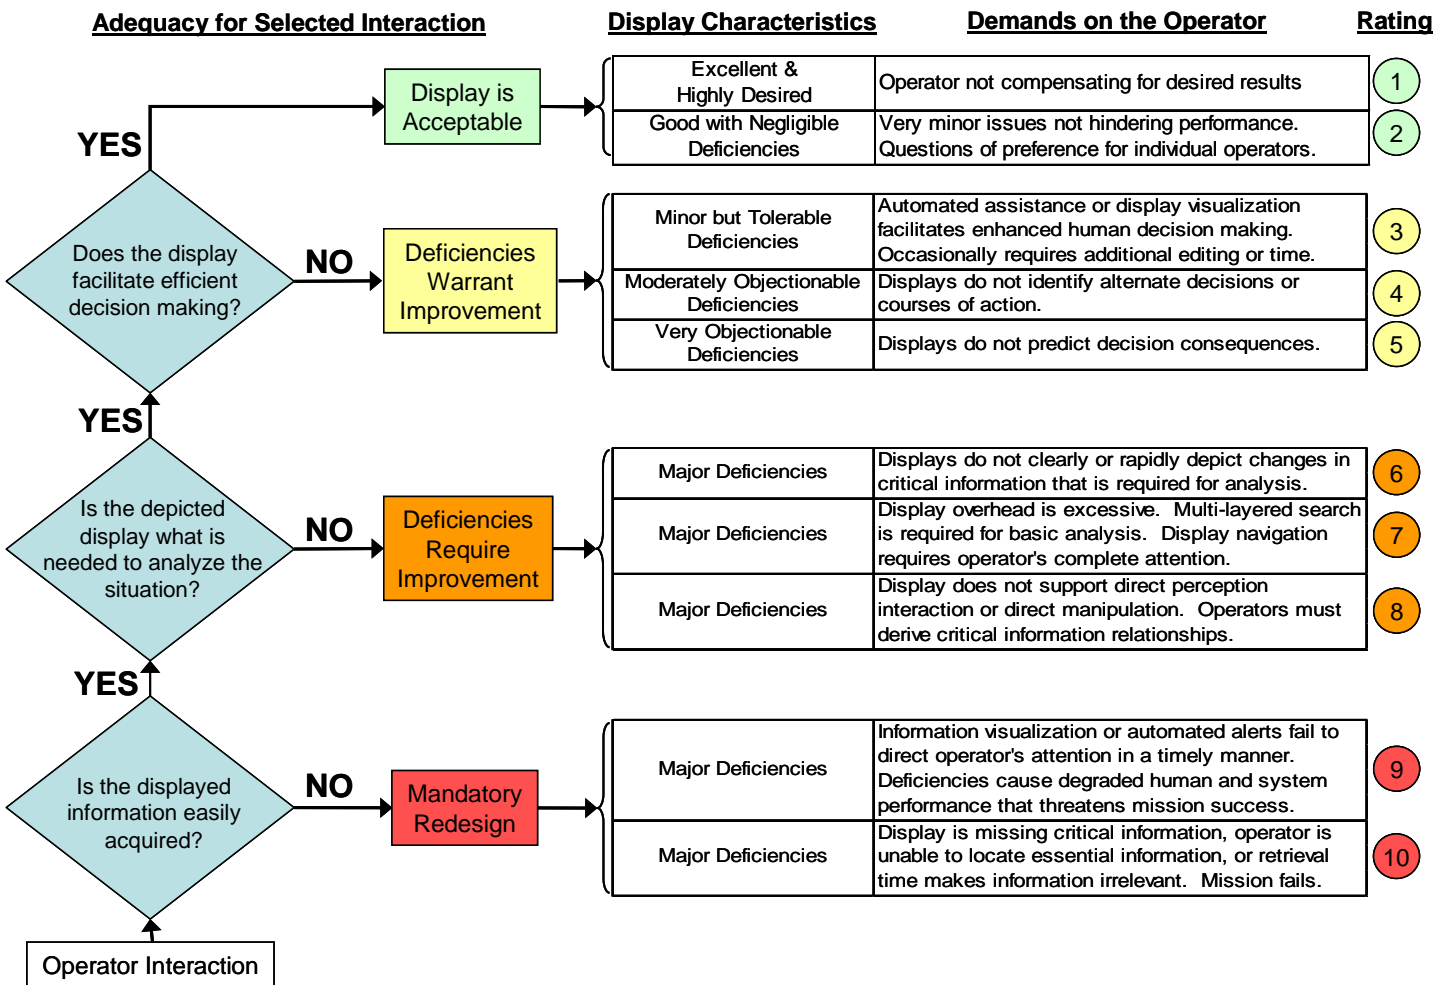 Adequacy for Selected Interaction
Display Characteristics
Demands on the Operator
Rating
Display is
Acceptable
Excellent &
Highly Desired
Operator not compensating for desired results
1
Good with Negligible
Deficiencies
Very minor issues not hindering performance.
Questions of preference for individual operators.
2
YES
Does the display
facilitate efficient
decision making?
NO
Deficiencies
Warrant
Improvement
Minor but Tolerable
Deficiencies
Automated assistance or display visualization
facilitates enhanced human decision making.
Occasionally requires additional editing or time.
3
Moderately Objectionable
Deficiencies
Displays do not identify alternate decisions or
courses of action.
4
Very Objectionable
Deficiencies
Displays do not predict decision consequences.
5
YES
Is the depicted
display what is
needed to analyze the
situation?
NO
Deficiencies
Require
Improvement
Major Deficiencies
Displays do not clearly or rapidly depict changes in
critical information that is required for analysis.
6
Major Deficiencies
Display overhead is excessive. Multi-layered search
is required for basic analysis. Display navigation
requires operator's complete attention.
7
Major Deficiencies
Display does not support direct perception
interaction or direct manipulation. Operators must
derive critical information relationships.
8
YES
Is the displayed
information easily
acquired?
NO
Mandatory
Redesign
Major Deficiencies
Information visualization or automated alerts fail to
direct operator's attention in a timely manner.
Deficiencies cause degraded human and system
performance that threatens mission success.
9
Major Deficiencies
Display is missing critical information, operator is
unable to locate essential information, or retrieval
time makes information irrelevant. Mission fails.
10
Operator Interaction